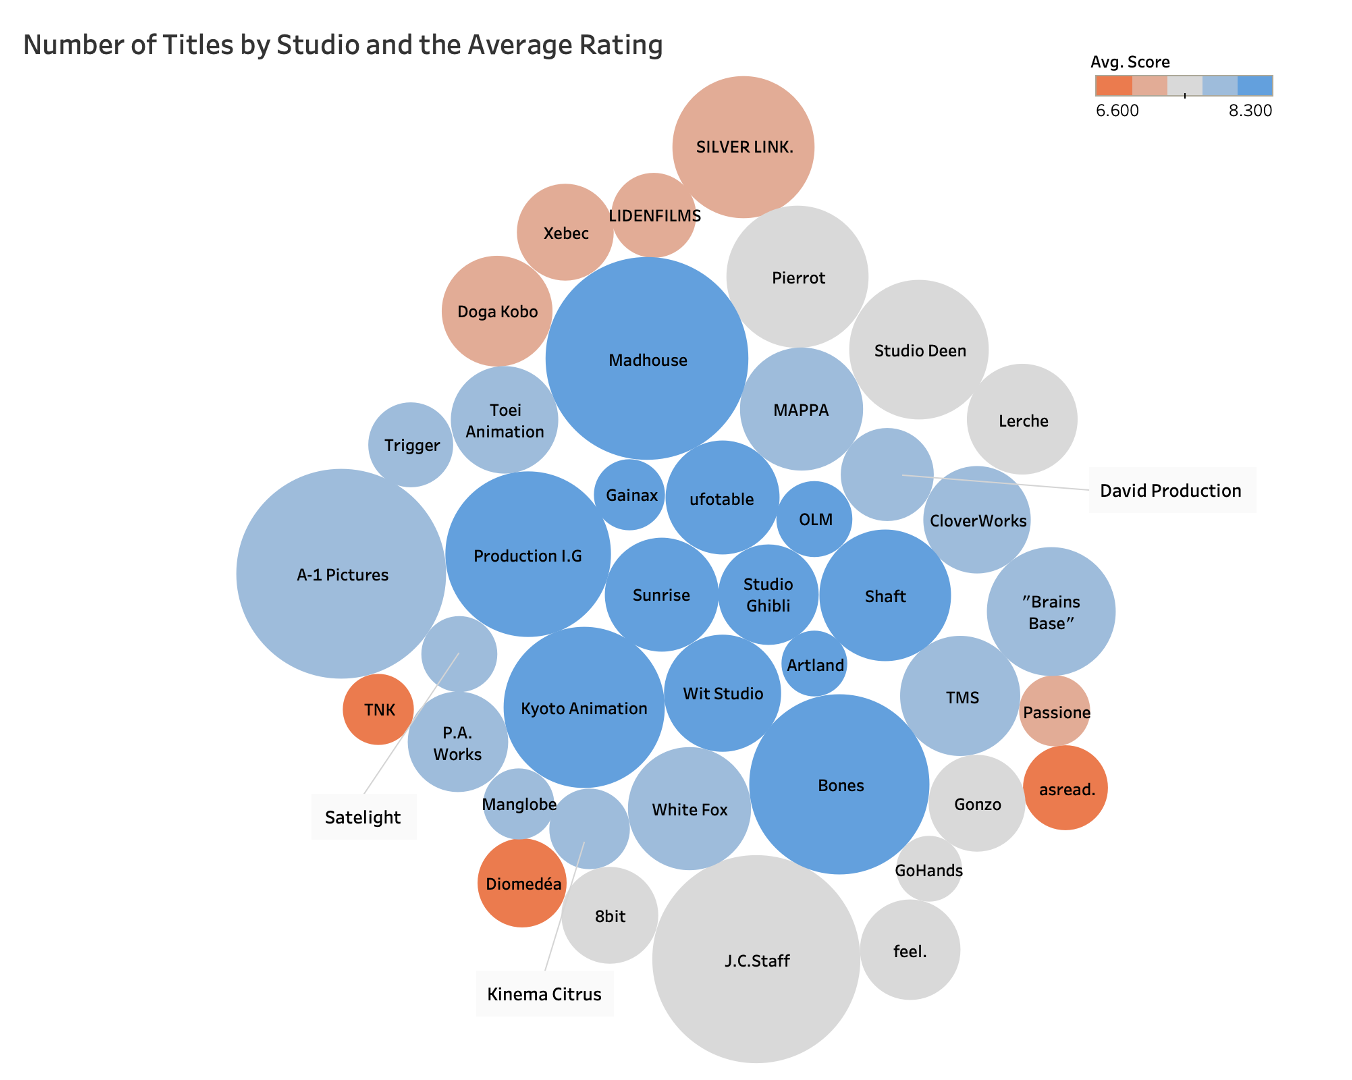 Number of Titles by Studio and the Average Rating
Avg. Score
6.600
8.300
SILVER LINK.
LIDENFILMS
Xebec
Pierrot
Doga Kobo
Studio Deen
Madhouse
MAPPA
Toei
Animation
Lerche
Trigger
David Production
Gainax
ufotable
OLM
CloverWorks
Production I.G
A-1 Pictures
Sunrise
Studio
Ghibli
Shaft
"Brains
Base"
Artland
Wit Studio
TMS
Kyoto Animation
TNK
Passione
P.A.
Works
Bones
asread.
Manglobe
White Fox
Gonzo
Satelight
GoHands
Diomedéa
8bit
feel.
J.C.Staff
Kinema Citrus